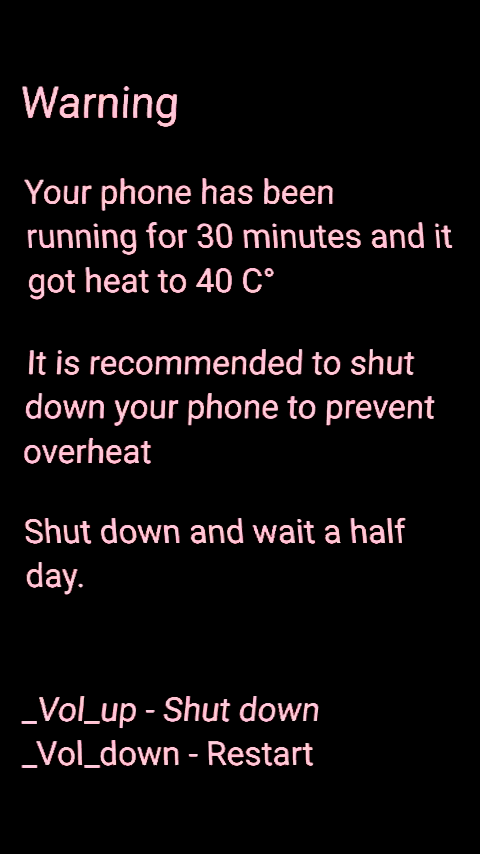 Warning
Your phone has been
running for 30 minutes and it
got heat to 40 C°
It is recommended to shut
down your phone to prevent
overheat
Shut down and wait a half
day.
_Vol_up - Shut down
_Vol_down - Restart